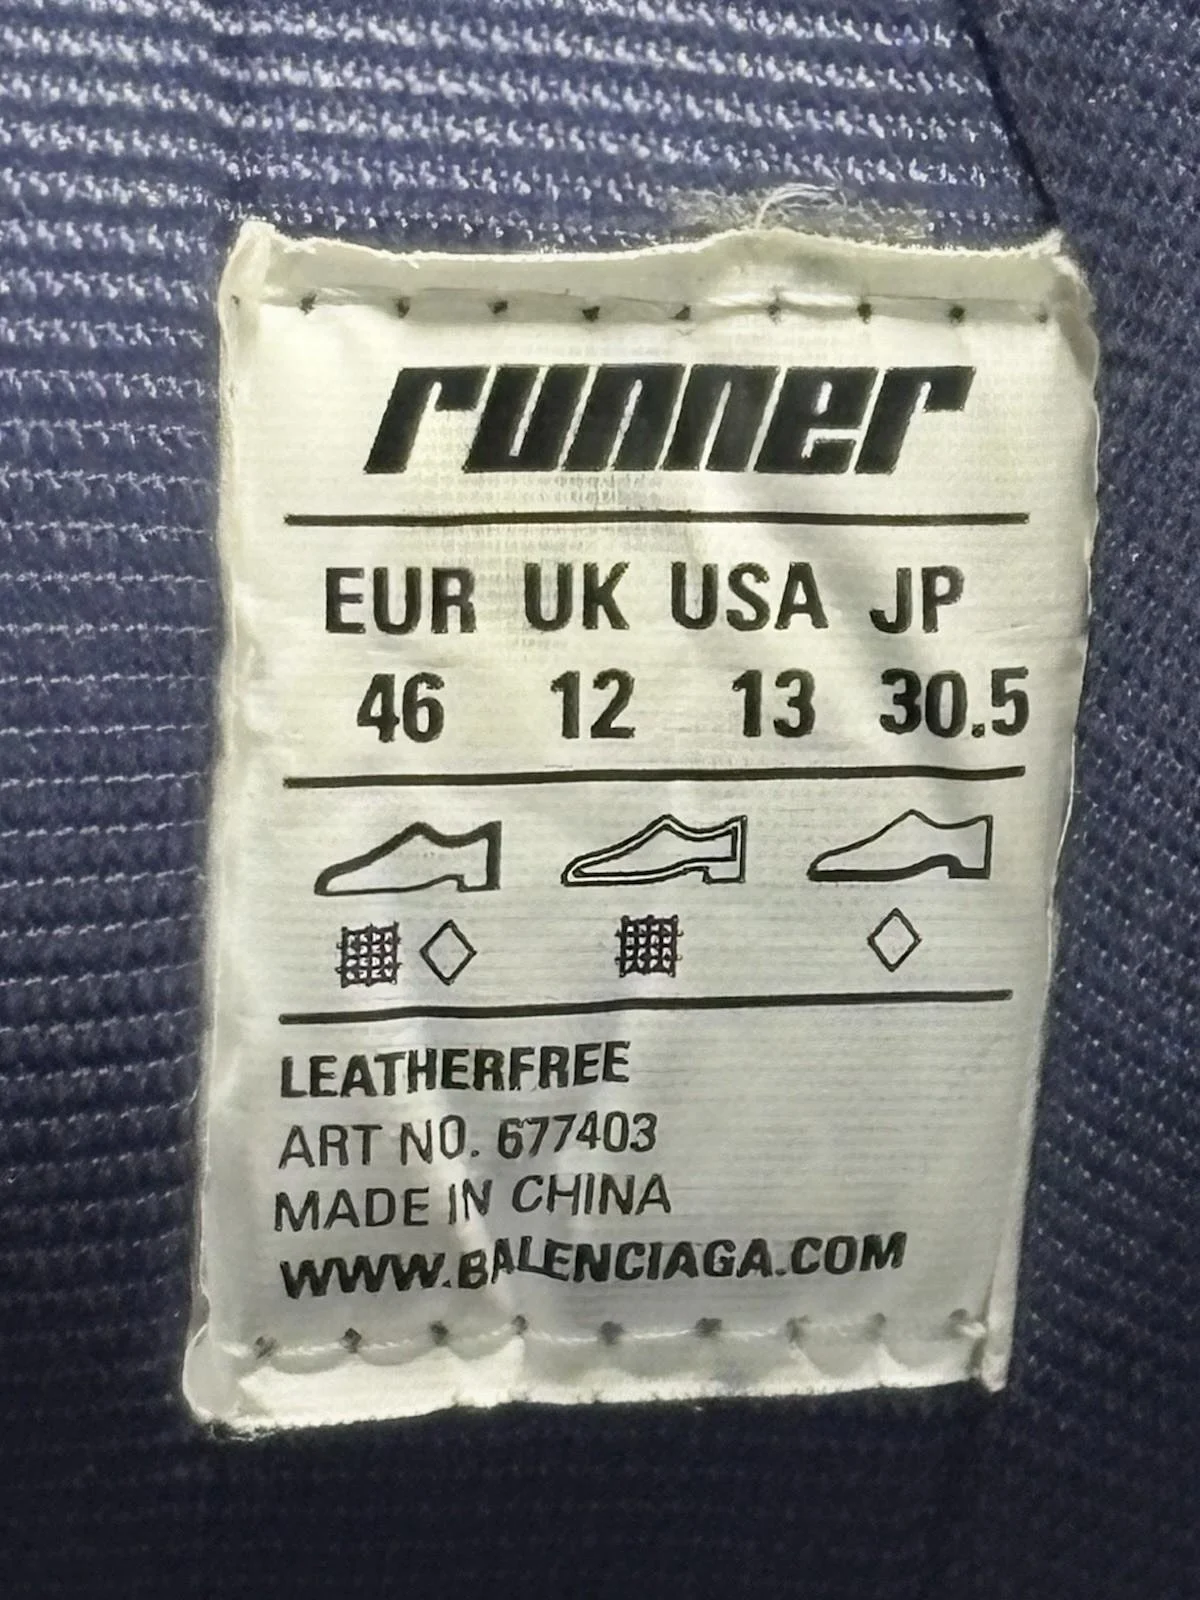 runner
EUR UK USA JP
46 12 13 30.5
LEATHERFREE
ART NO. 677403
MADE IN CHINA
WWW.BALENCIAGA.COM